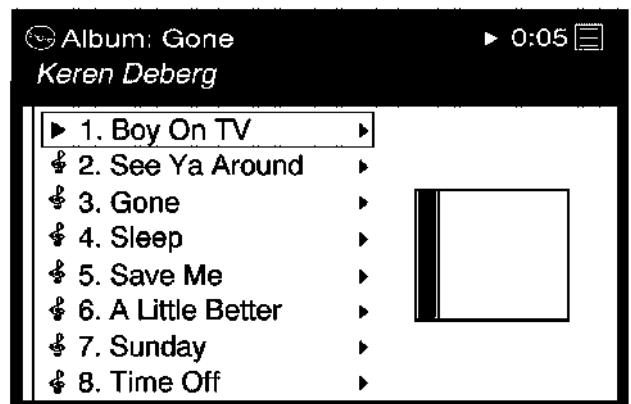 Album: Gone
0:05
Keren Deberg
1. Boy On TV
2. See Ya Around
3. Gone
4. Sleep
5. Save Me
6. A Little Better
7. Sunday
8. Time Off